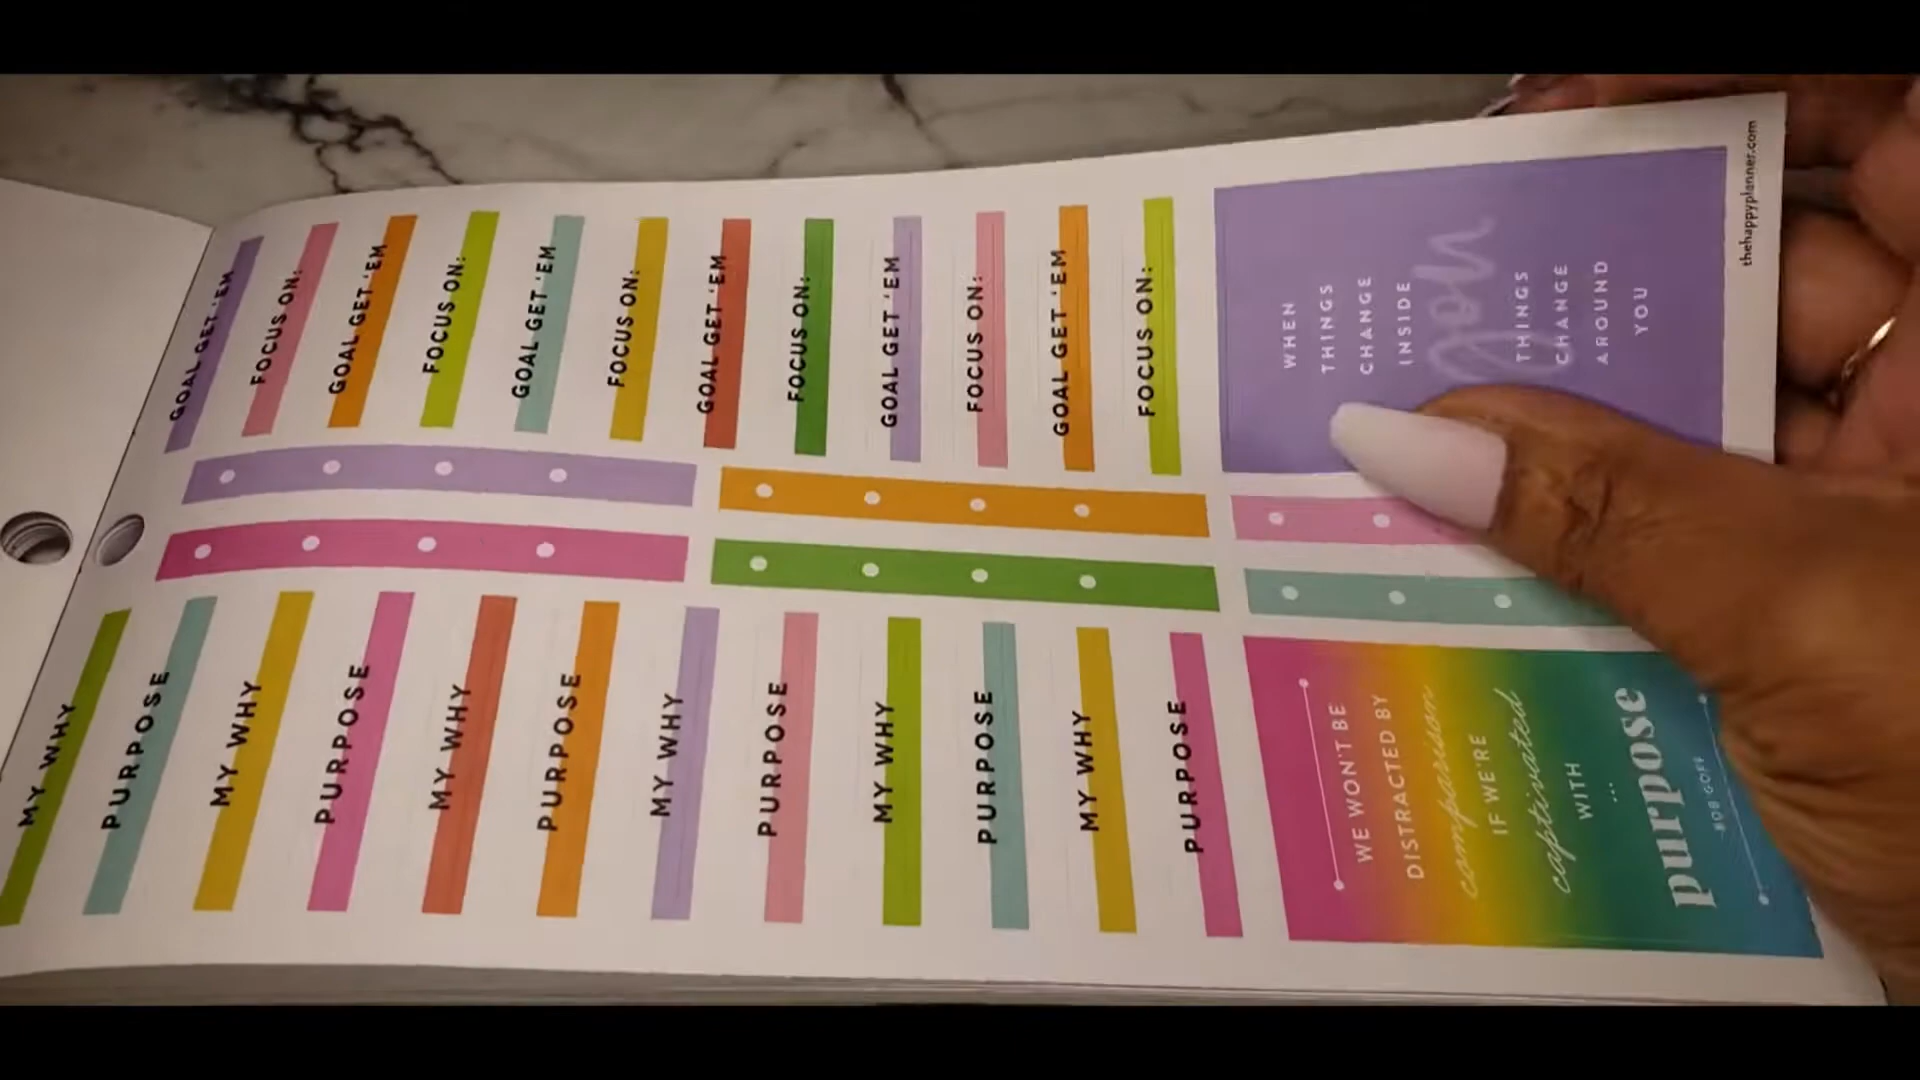 GOAL GET 'EM
FOCUS ON:
GOAL GET 'EM
FOCUS ON:
GOAL GET 'EM
FOCUS ON:
GOAL GET 'EM
FOCUS ON:
GOAL GET 'EM
FOCUS ON:
GOAL GET 'EM
FOCUS ON:
WHEN
THINGS
CHANGE
INSIDE
you
THINGS
CHANGE
AROUND
YOU
thehappyplanner.com
MY WHY
PURPOSE
MY WHY
PURPOSE
MY WHY
PURPOSE
MY WHY
PURPOSE
MY WHY
PURPOSE
MY WHY
PURPOSE
WE WON'T BE
DISTRACTED BY
comparison
IF WE'RE
captivated
WITH
...
purpose
BOB GOFF